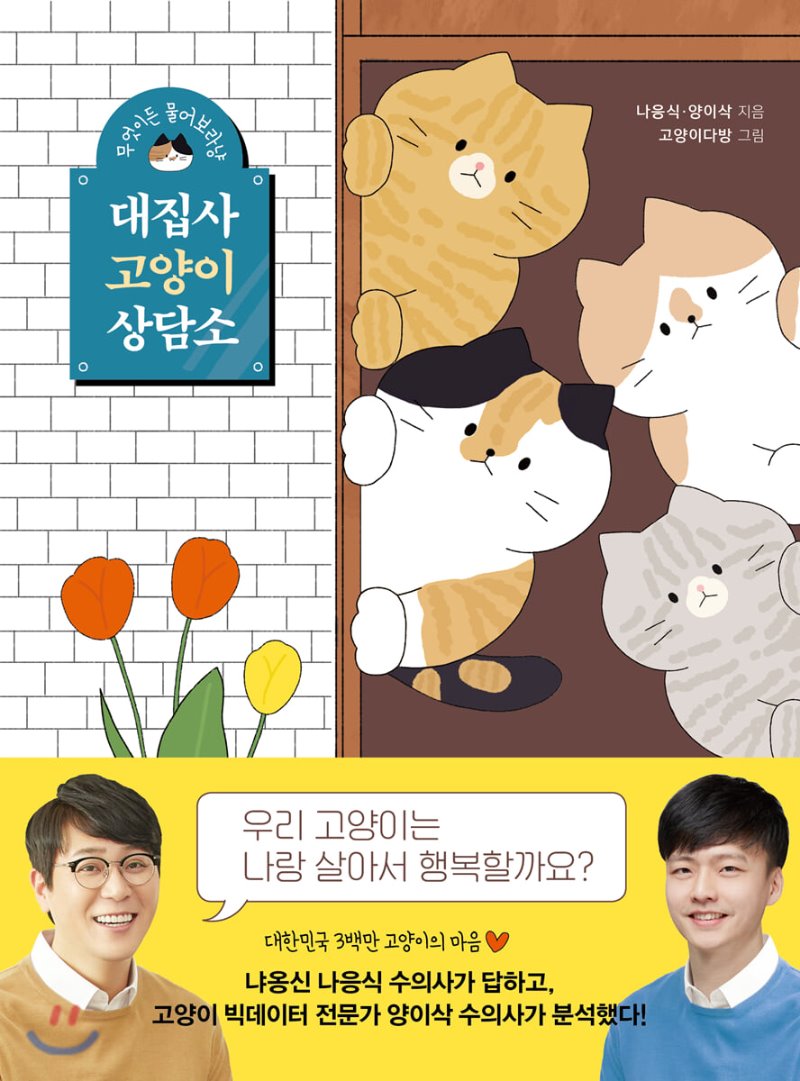 무엇이든 물어보라냥
대집사
고양이
상담소
나응식·양이삭 지음
고양이다방 그림
우리 고양이는
나랑 살아서 행복할까요?
대한민국 3백만 고양이의 마음
냐옹신 나응식 수의사가 답하고,
고양이 빅데이터 전문가 양이삭 수의사가 분석했다!